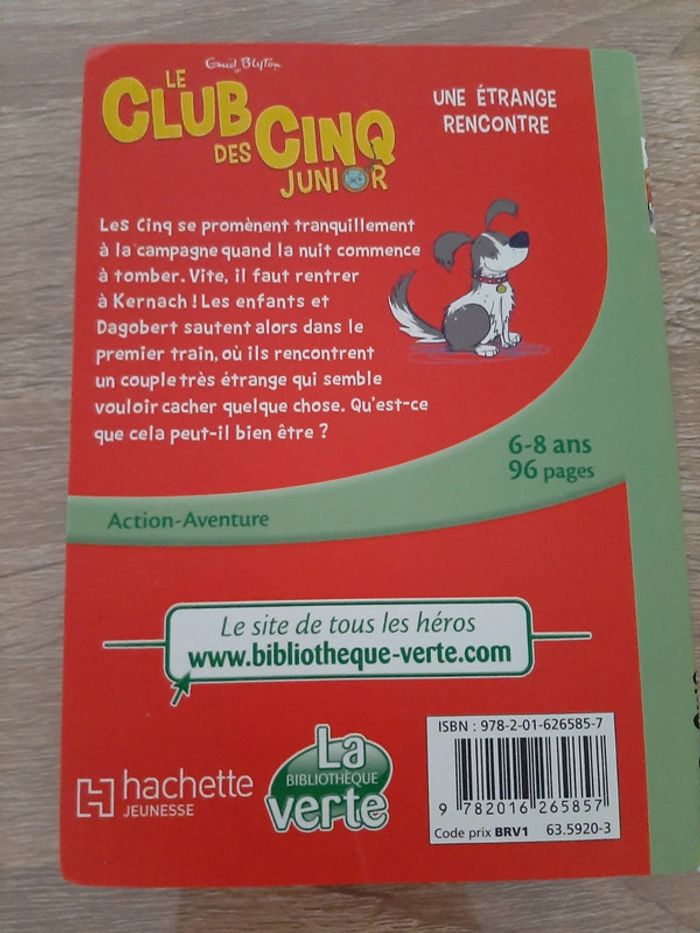 Enid Blyton
LE
CLUB
DES CINQ
JUNIOR
UNE ÉTRANGE
RENCONTRE
Les Cinq se promènent tranquillement
à la campagne quand la nuit commence
à tomber. Vite, il faut rentrer
à Kernach ! Les enfants et
Dagobert sautent alors dans le
premier train, où ils rencontrent
un couple très étrange qui semble
vouloir cacher quelque chose. Qu'est-ce
que cela peut-il bien être ?
6-8 ans
96 pages
Action-Aventure
Le site de tous les héros
www.bibliotheque-verte.com
hachette
JEUNESSE
La
BIBLIOTHÈQUE
verte
ISBN : 978-2-01-626585-7
9 782016 265857
Code prix BRV1 63.5920-3